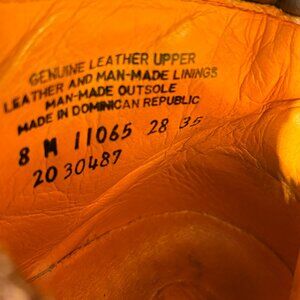 GENUINE LEATHER UPPER
LEATHER AND MAN-MADE LININGS
MAN-MADE OUTSOLE
MADE IN DOMINICAN REPUBLIC
8 M 11065 28 35
20 30487